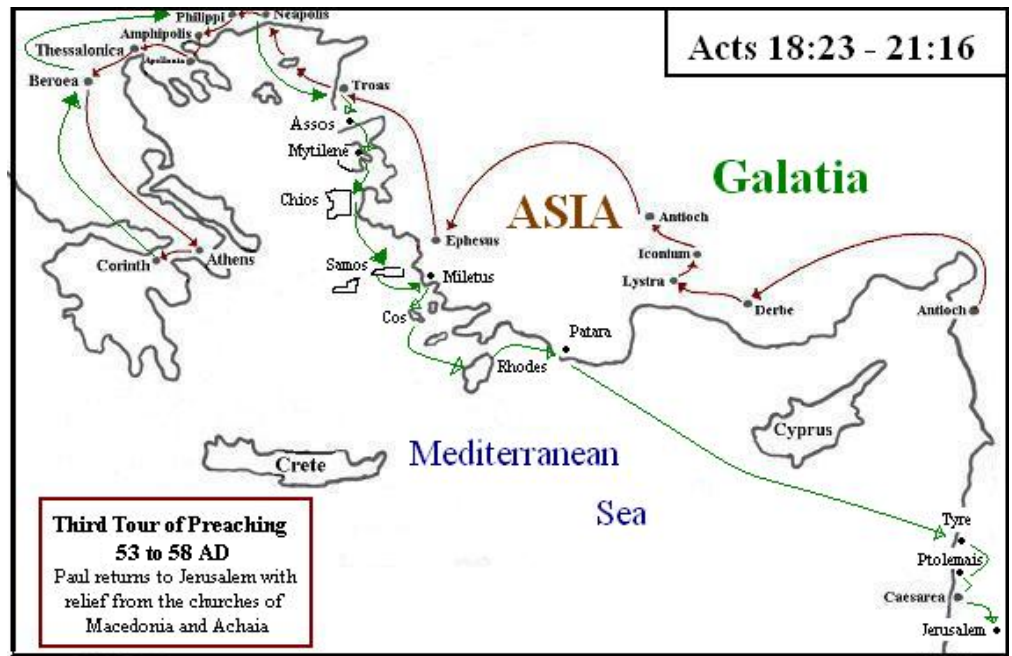 Acts 18:23 - 21:16
Philippi
Neapolis
Amphipolis
Thessalonica
Apollonia
Beroea
Troas
Assos
Mytilene
Chios
ASIA
Galatia
Antioch
Ephesus
Iconium
Corinth
Athens
Samos
Miletus
Lystra
Derbe
Antioch
Cos
Patara
Rhodes
Cyprus
Crete
Mediterranean
Sea
Third Tour of Preaching
53 to 58 AD
Paul returns to Jerusalem with
relief from the churches of
Macedonia and Achaia
Tyre
Ptolemais
Caesarea
Jerusalem